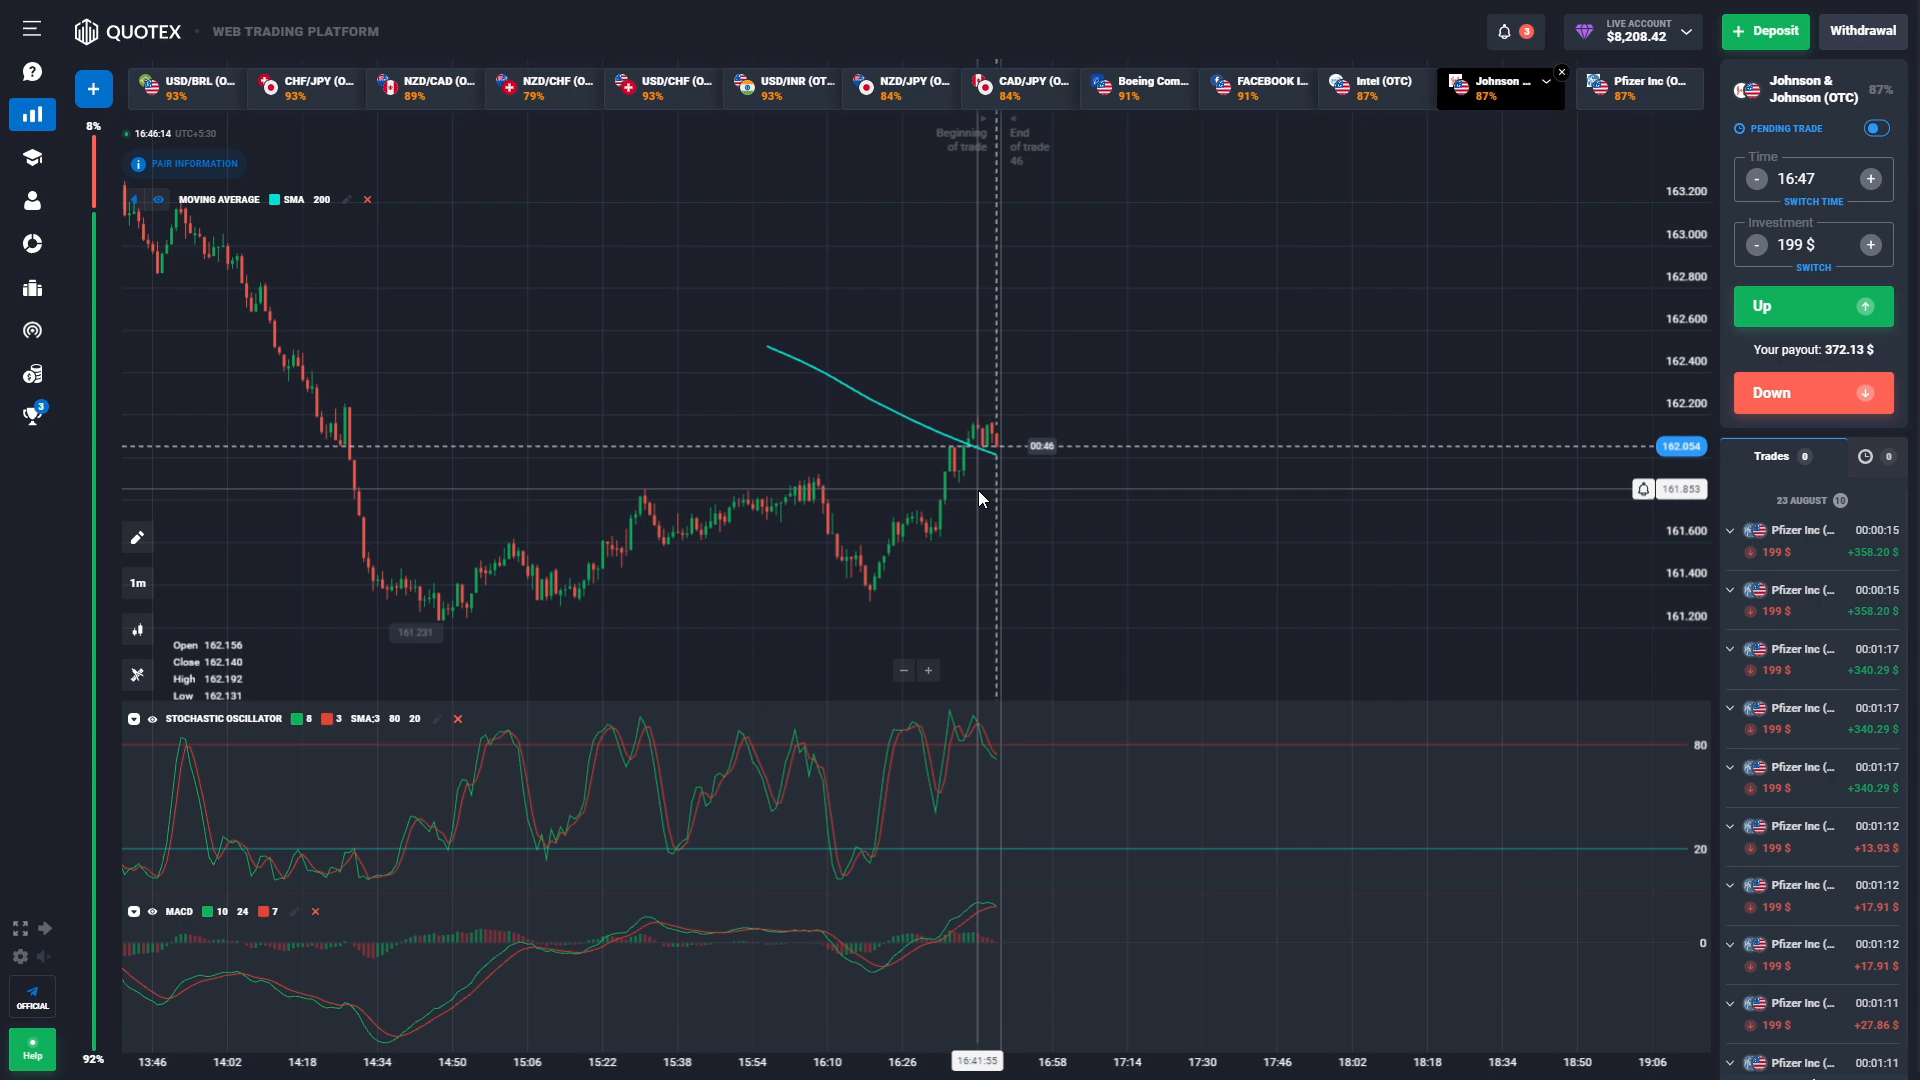 QUOTEX
WEB TRADING PLATFORM
3
LIVE ACCOUNT
$8,208.42
+ Deposit
Withdrawal
+
USD/BRL (O...
93%
CHF/JPY (O...
93%
NZD/CAD (O...
89%
NZD/CHF (O...
79%
USD/CHF (O...
93%
USD/INR (OT...
93%
NZD/JPY (O...
84%
CAD/JPY (O...
84%
Boeing Com...
91%
FACEBOOK I...
91%
Intel (OTC)
87%
Johnson ...
87%
Pfizer Inc (O...
87%
8%
16:46:14 UTC+5:30
PAIR INFORMATION
MOVING AVERAGE SMA 200
Beginning
of trade
End
of trade
46
163.200
163.000
162.800
162.600
162.400
162.200
00:46
162.054
161.853
161.600
161.400
161.200
161.231
1m
Open 162.156
Close 162.140
High 162.192
Low 162.131
STOCHASTIC OSCILLATOR 8 3 SMA;3 80 20
80
20
MACD 10 24 7
0
92%
13:46
14:02
14:18
14:34
14:50
15:06
15:22
15:38
15:54
16:10
16:26
16:41:55
16:58
17:14
17:30
17:46
18:02
18:18
18:34
18:50
19:06
3
OFFICIAL
Help
Johnson &
Johnson (OTC)
87%
PENDING TRADE
Time
- 16:47 +
SWITCH TIME
Investment
- 199 $ +
SWITCH
Up
Your payout: 372.13 $
Down
Trades 0
0
23 AUGUST 10
Pfizer Inc (... 00:00:15
199 $ +358.20 $
Pfizer Inc (... 00:00:15
199 $ +358.20 $
Pfizer Inc (... 00:01:17
199 $ +340.29 $
Pfizer Inc (... 00:01:17
199 $ +340.29 $
Pfizer Inc (... 00:01:17
199 $ +340.29 $
Pfizer Inc (... 00:01:12
199 $ +13.93 $
Pfizer Inc (... 00:01:12
199 $ +17.91 $
Pfizer Inc (... 00:01:12
199 $ +17.91 $
Pfizer Inc (... 00:01:11
199 $ +27.86 $
Pfizer Inc (... 00:01:11